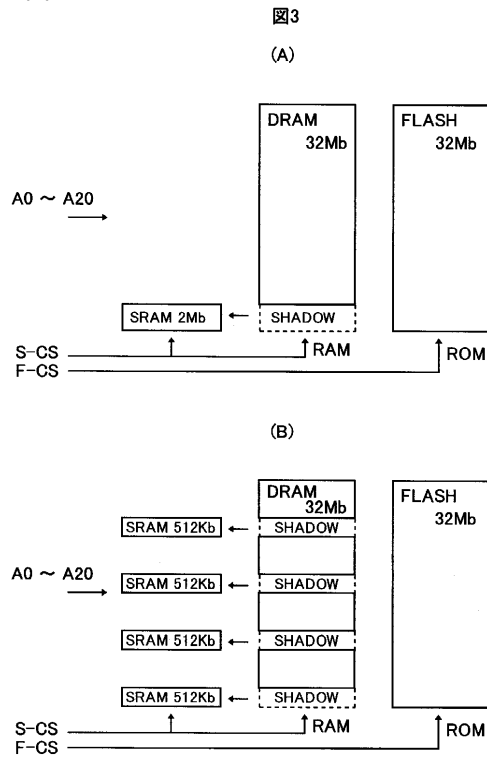 図3
(A)
DRAM
32Mb
FLASH
32Mb
A0 ～ A20
SRAM 2Mb
SHADOW
S-CS
F-CS
RAM
ROM
(B)
DRAM
32Mb
FLASH
32Mb
SRAM 512Kb
SHADOW
A0 ～ A20
SRAM 512Kb
SHADOW
SRAM 512Kb
SHADOW
SRAM 512Kb
SHADOW
S-CS
F-CS
RAM
ROM